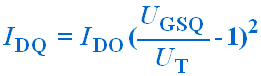 I_DQ = I_DO(U_GSQ/U_T-1)²